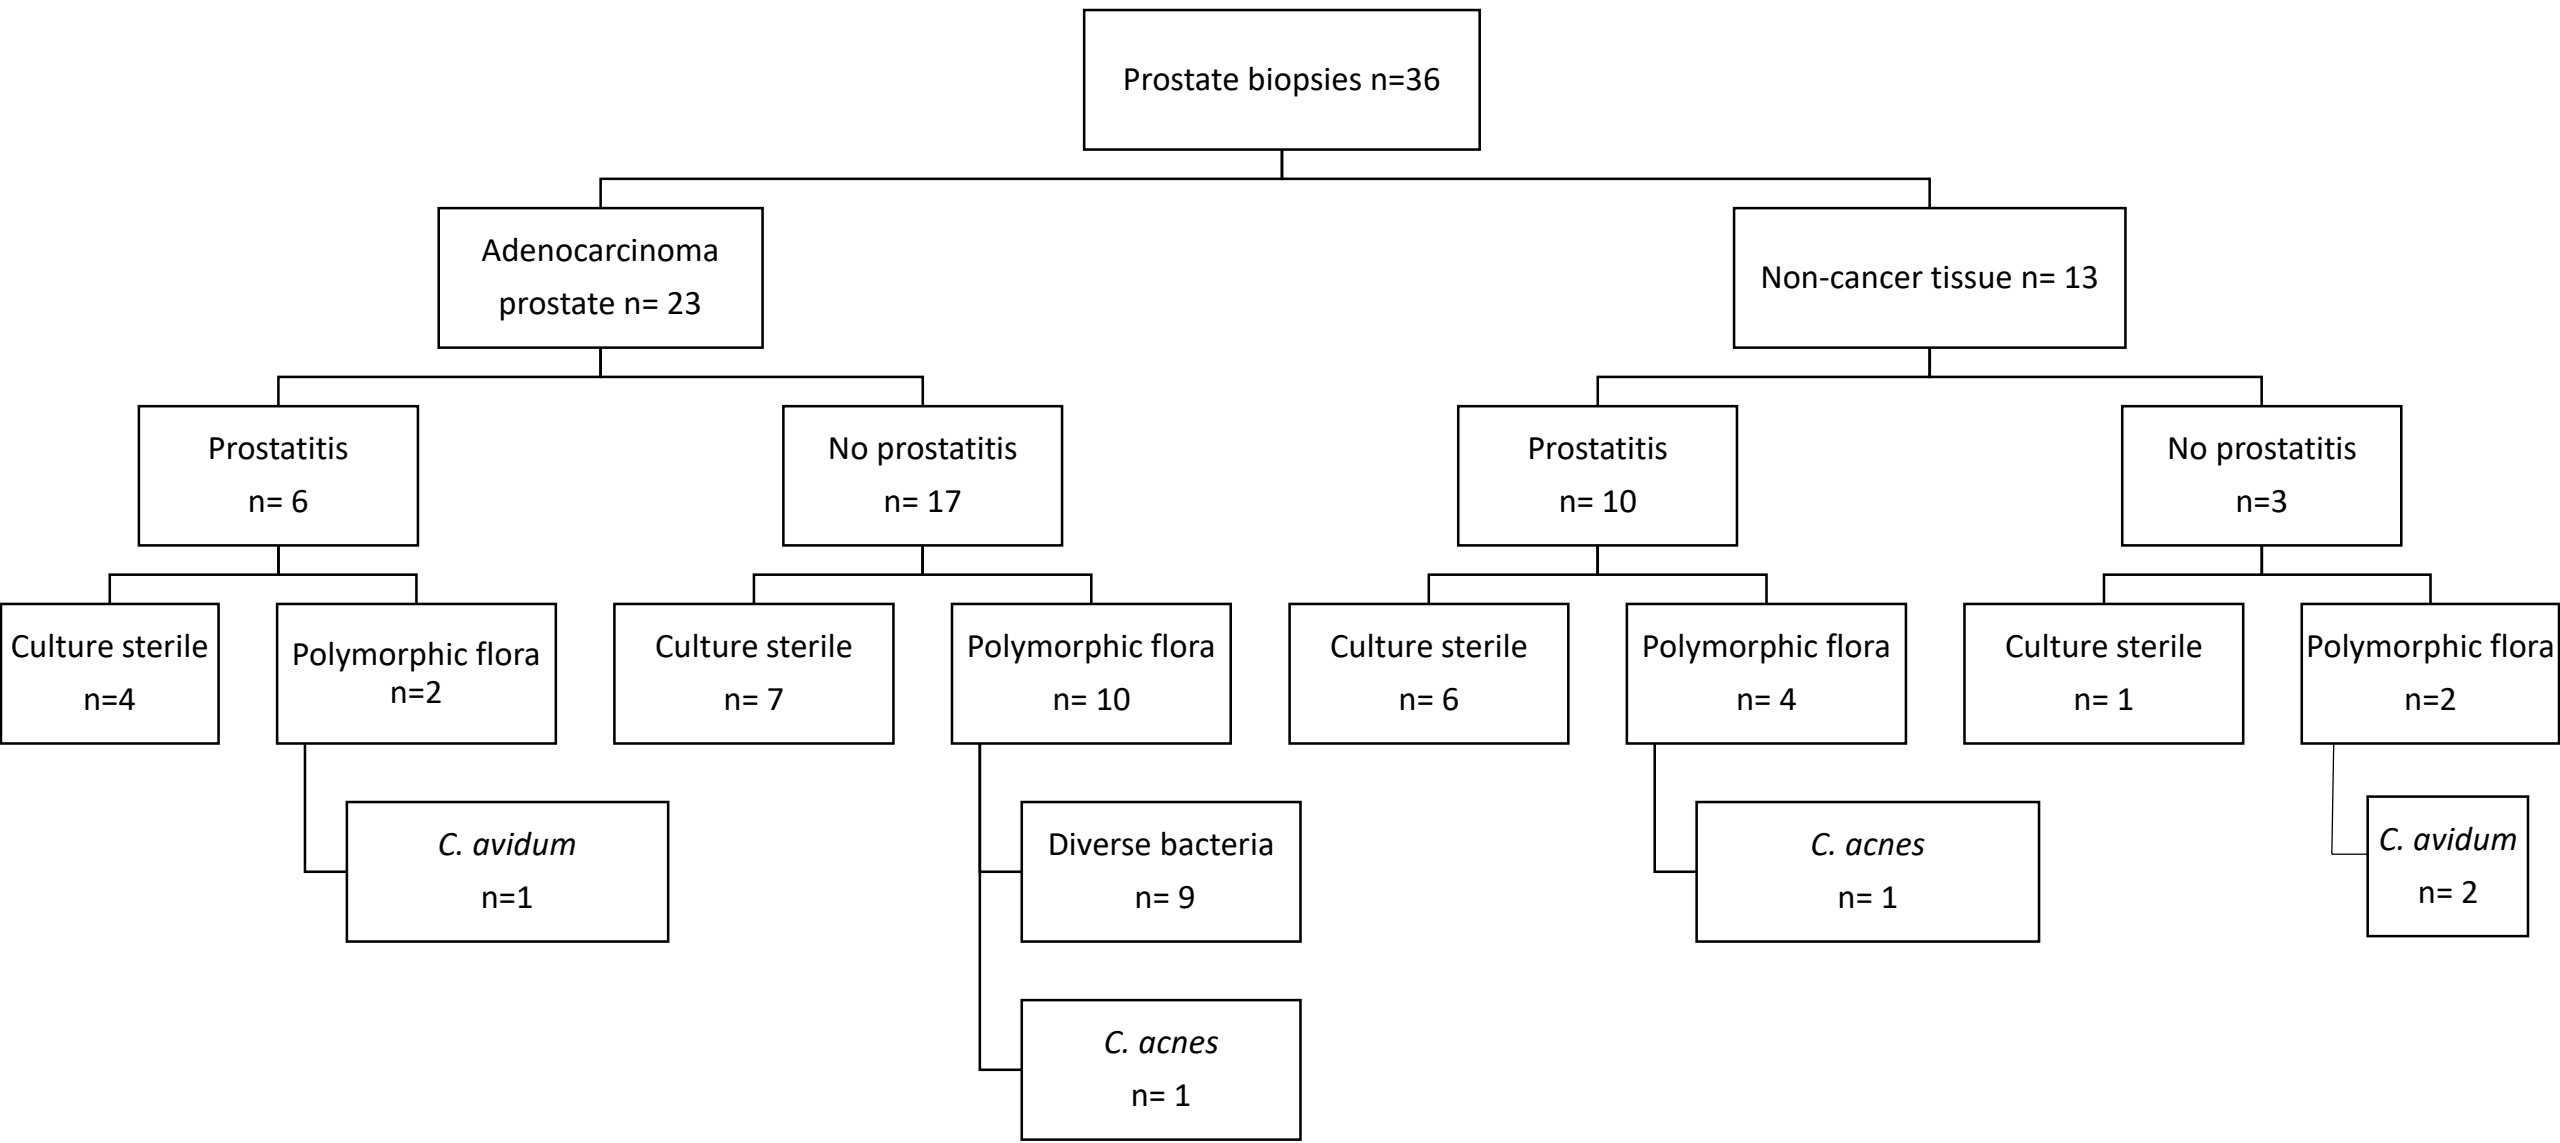 Prostate biopsies n=36
Adenocarcinoma
prostate n= 23
Non-cancer tissue n= 13
Prostatitis
n= 6
No prostatitis
n= 17
Prostatitis
n= 10
No prostatitis
n=3
Culture sterile
n=4
Polymorphic flora
n=2
Culture sterile
n= 7
Polymorphic flora
n= 10
Culture sterile
n= 6
Polymorphic flora
n= 4
Culture sterile
n= 1
Polymorphic flora
n=2
C. avidum
n=1
Diverse bacteria
n= 9
C. acnes
n= 1
C. avidum
n= 2
C. acnes
n= 1